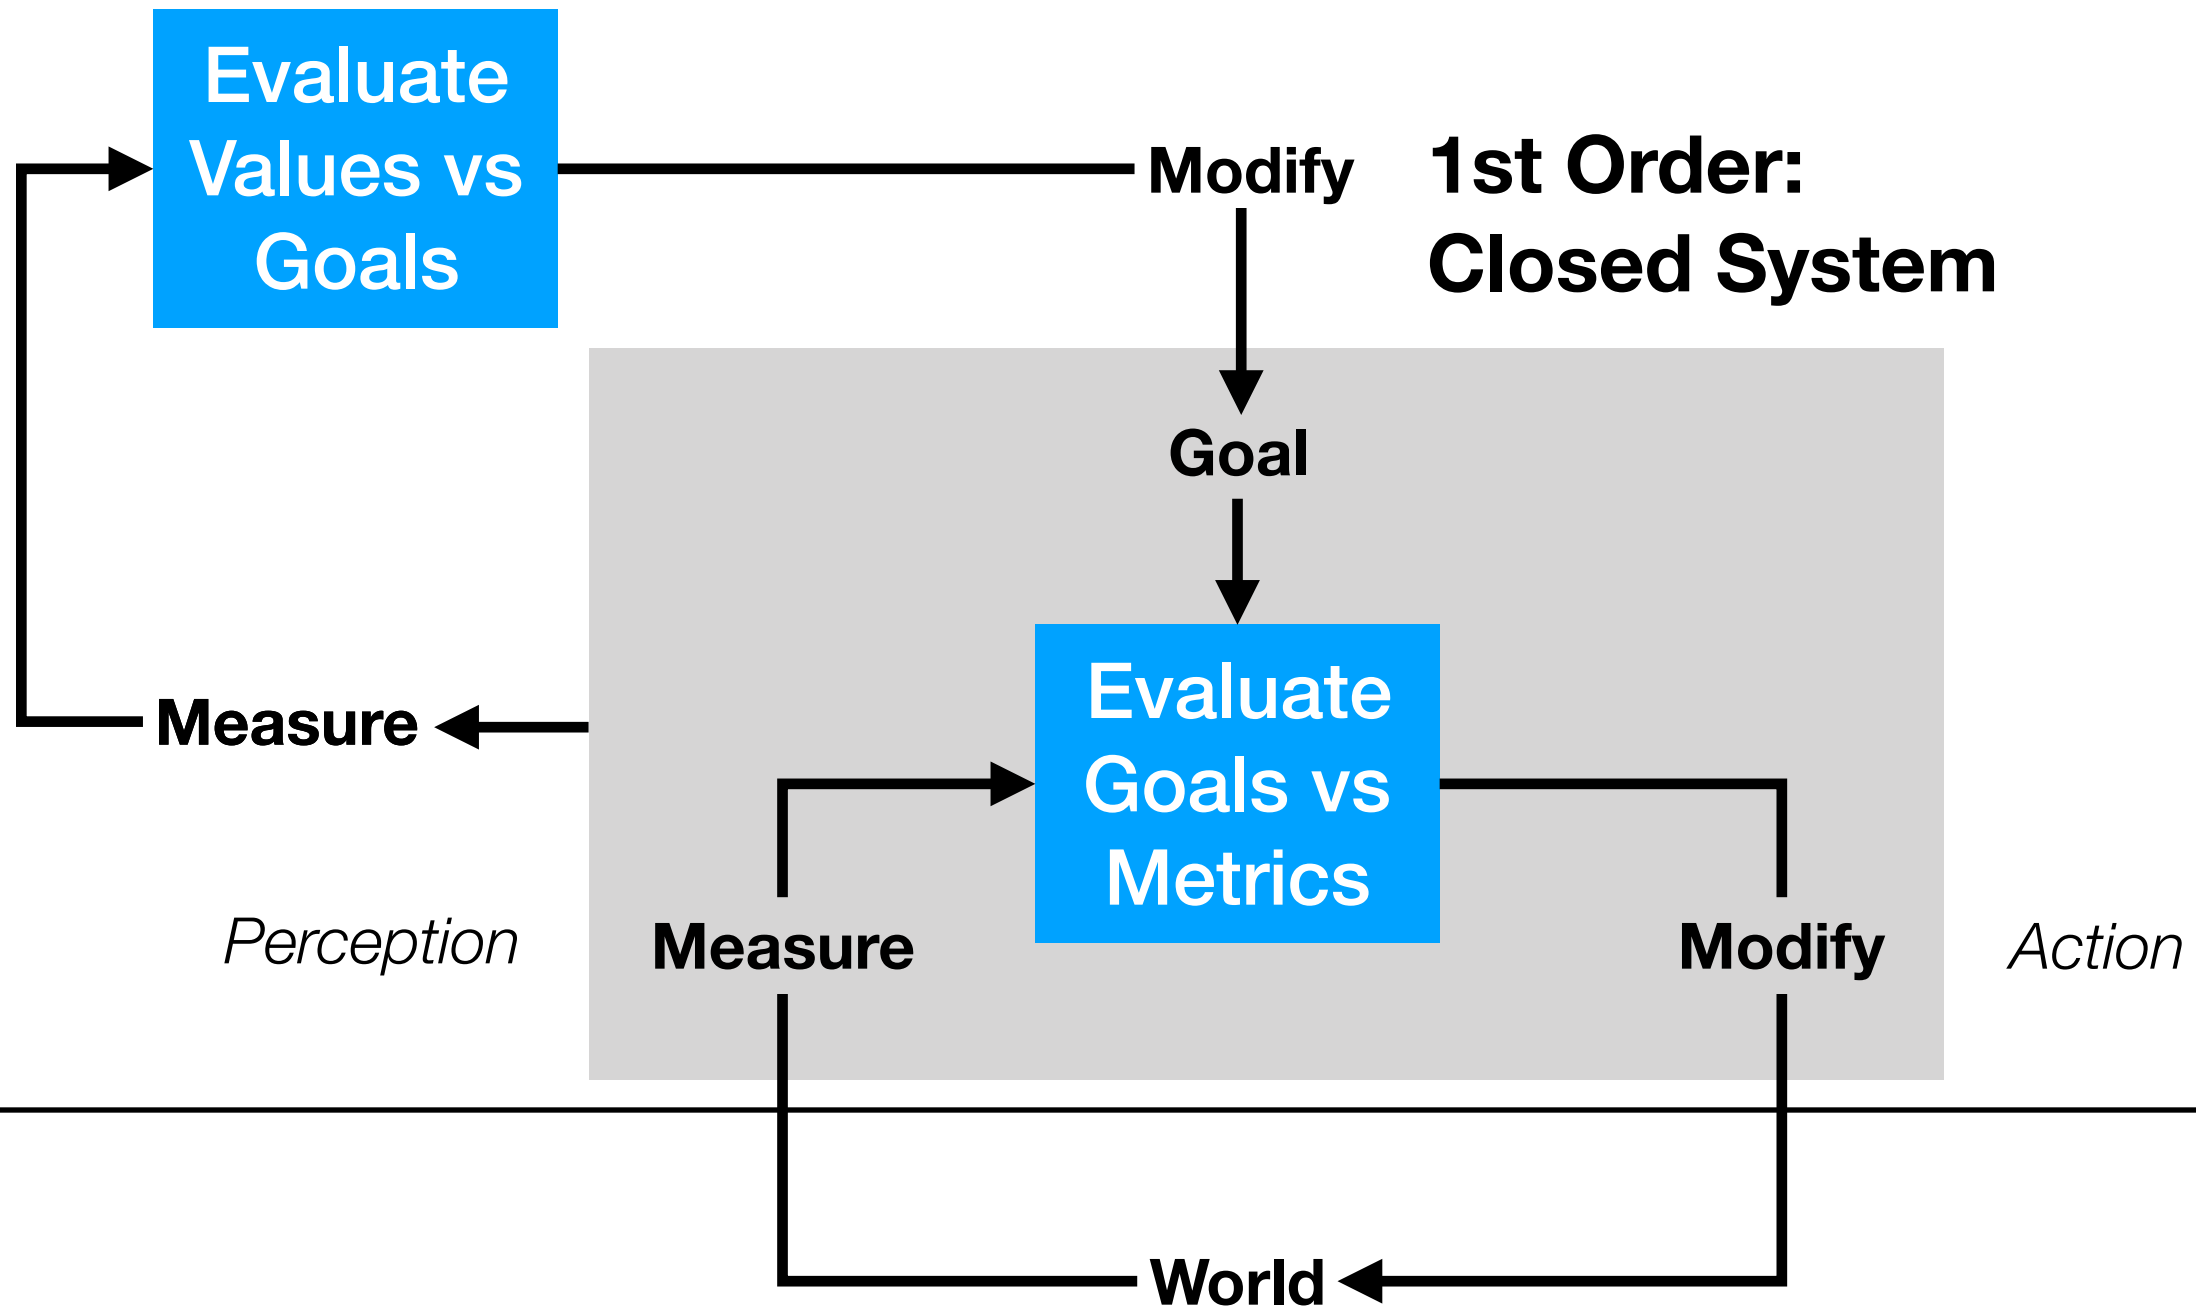 Evaluate
Values vs
Goals
Modify
1st Order:
Closed System
Goal
Measure
Evaluate
Goals vs
Metrics
Perception
Measure
Modify
Action
World